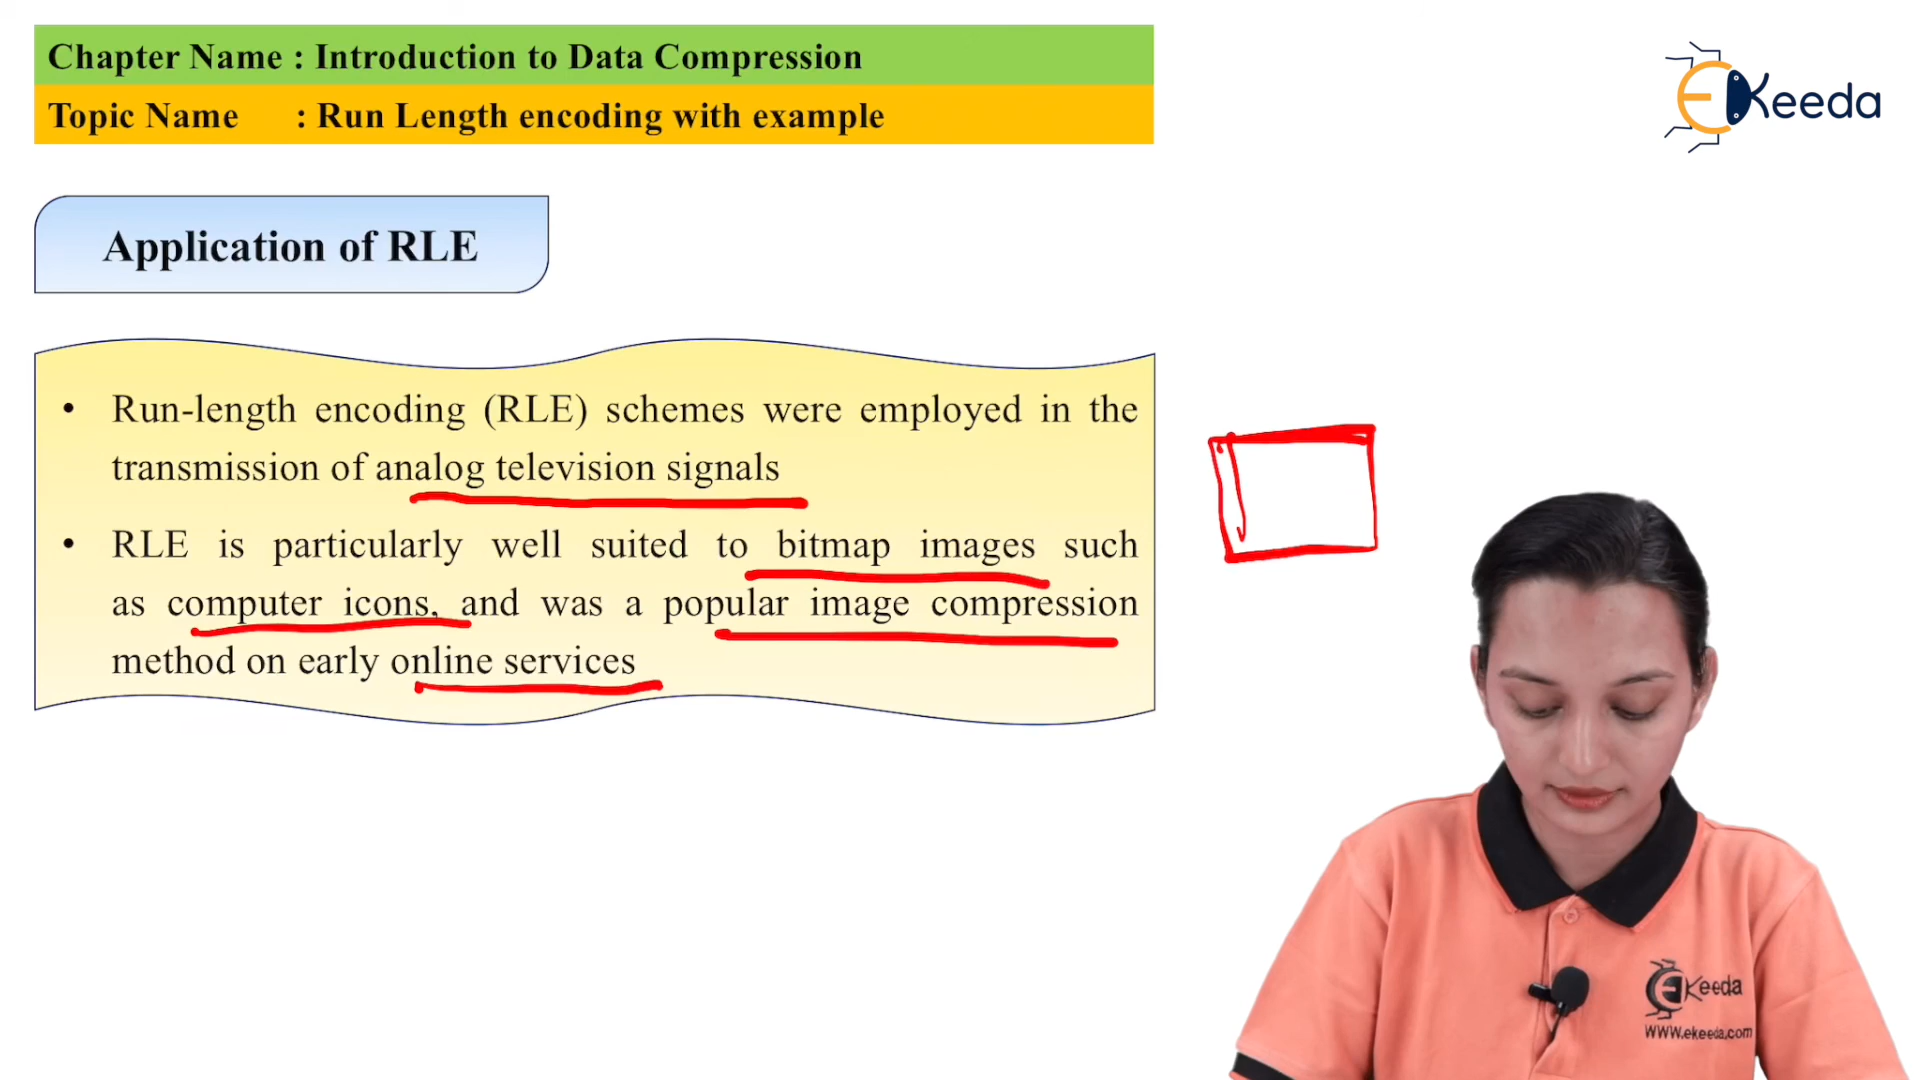 Chapter Name : Introduction to Data Compression
Topic Name : Run Length encoding with example
EKeeda
Application of RLE
• Run-length encoding (RLE) schemes were employed in the
transmission of analog television signals
• RLE is particularly well suited to bitmap images such
as computer icons, and was a popular image compression
method on early online services
EKeeda
WWW.ekeeda.com